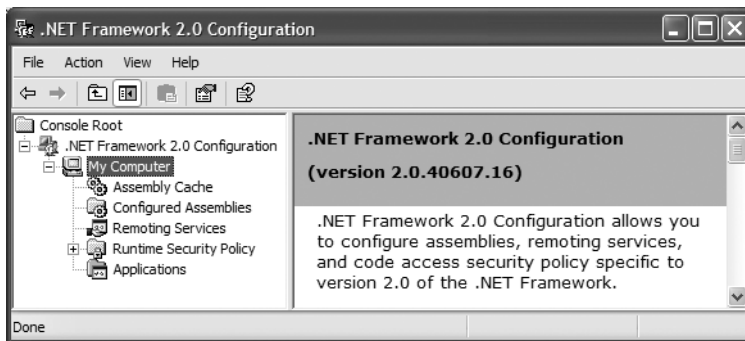 .NET Framework 2.0 Configuration
File Action View Help
Console Root
.NET Framework 2.0 Configuration
My Computer
Assembly Cache
Configured Assemblies
Remoting Services
Runtime Security Policy
Applications
.NET Framework 2.0 Configuration
(version 2.0.40607.16)
.NET Framework 2.0 Configuration allows you
to configure assemblies, remoting services,
and code access security policy specific to
version 2.0 of the .NET Framework.
Done